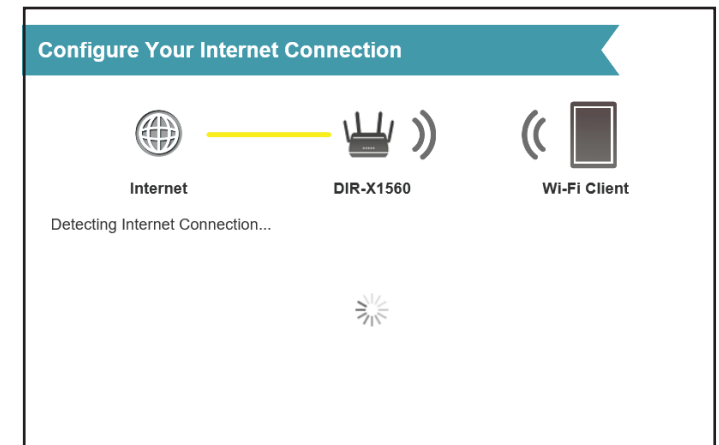 Configure Your Internet Connection
Internet
DIR-X1560
Wi-Fi Client
Detecting Internet Connection...